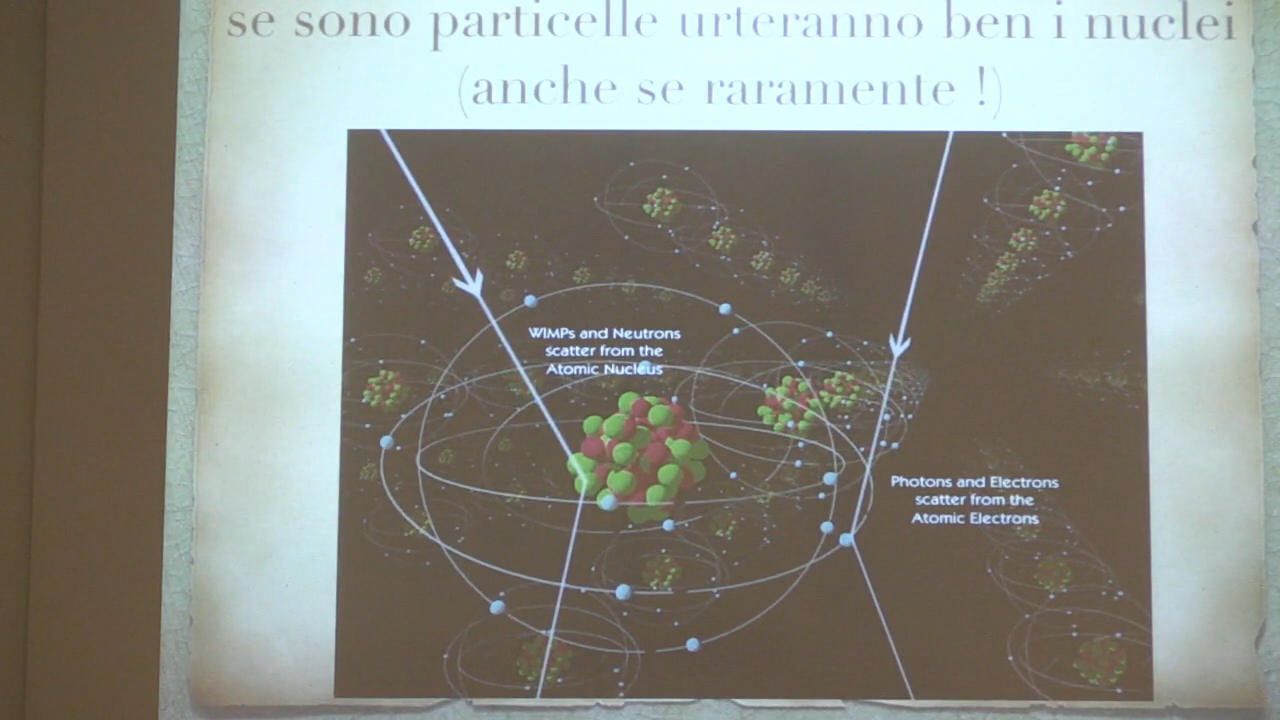 se sono particelle urteranno ben i nuclei
(anche se raramente !)
WIMPs and Neutrons
scatter from the
Atomic Nucleus
Photons and Electrons
scatter from the
Atomic Electrons